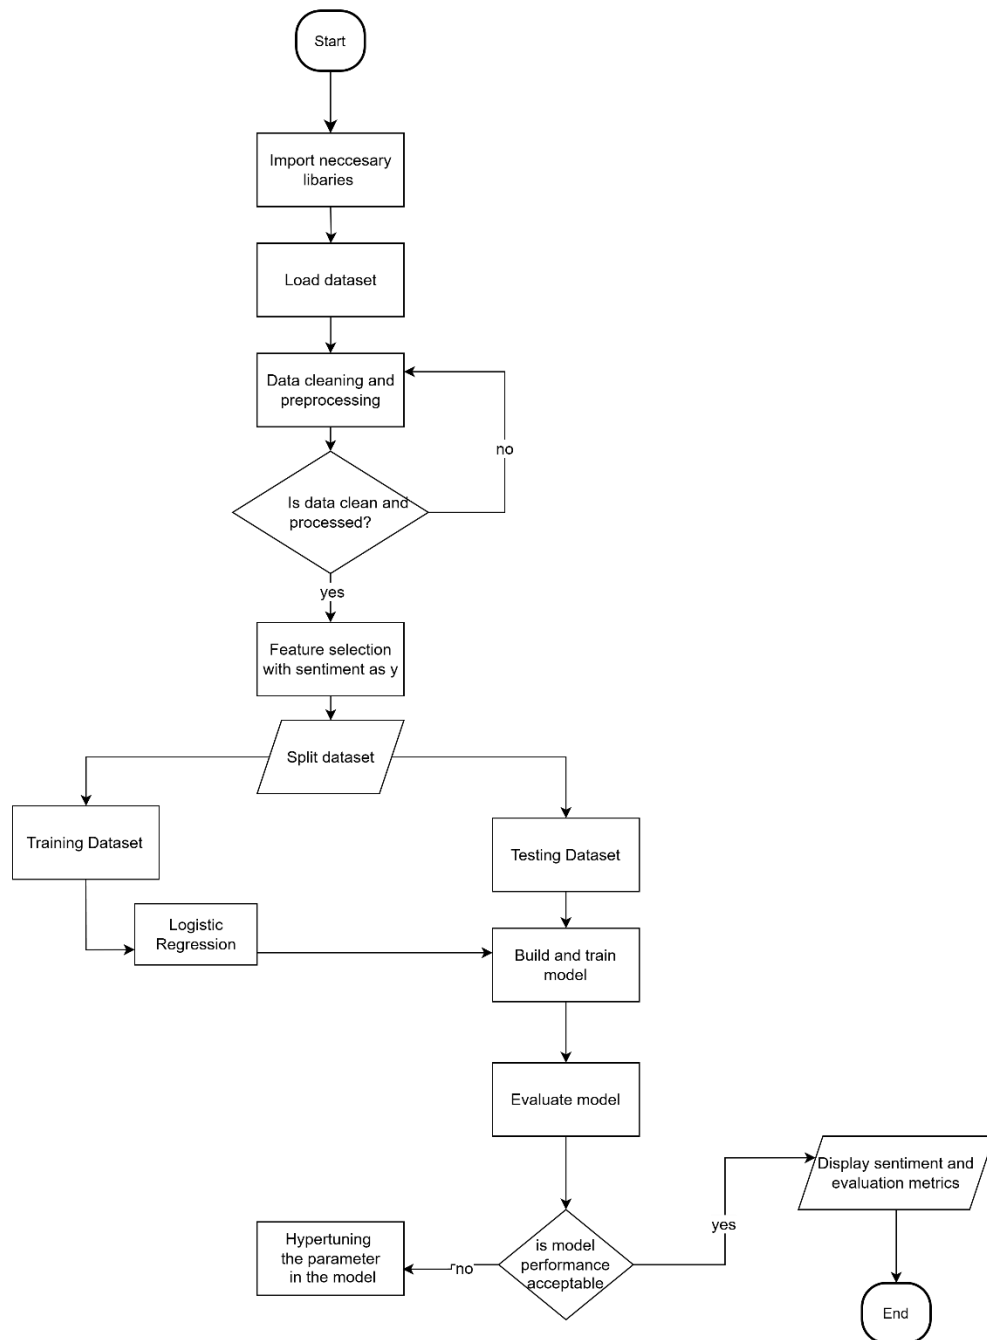 Start
Import neccesary
libaries
Load dataset
Data cleaning and
preprocessing
no
Is data clean and
processed?
yes
Feature selection
with sentiment as y
Split dataset
Training Dataset
Testing Dataset
Logistic
Regression
Build and train
model
Evaluate model
Display sentiment and
evaluation metrics
yes
Hypertuning
the parameter
in the model
no
is model
performance
acceptable
End